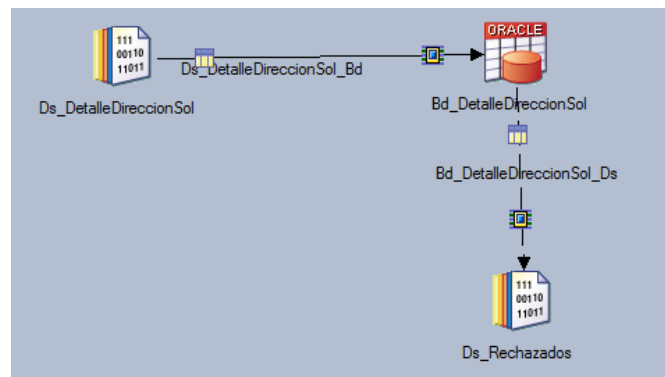 111
00110
11011
Ds_DetalleDireccionSol_Bd
ORACLE
Ds_DetalleDireccionSol
Bd_DetalleDireccionSol
Bd_DetalleDireccionSol_Ds
111
00110
11011
Ds_Rechazados